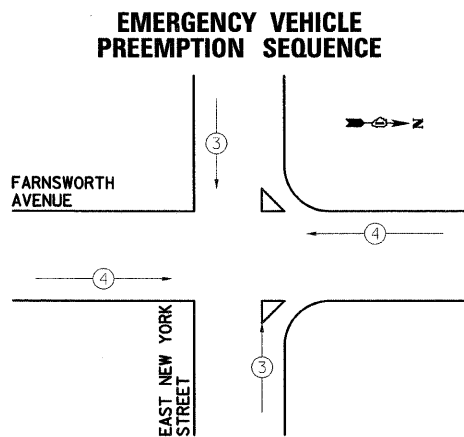 EMERGENCY VEHICLE
PREEMPTION SEQUENCE
3
N
FARNSWORTH
AVENUE
4
4
EAST NEW YORK
STREET
3